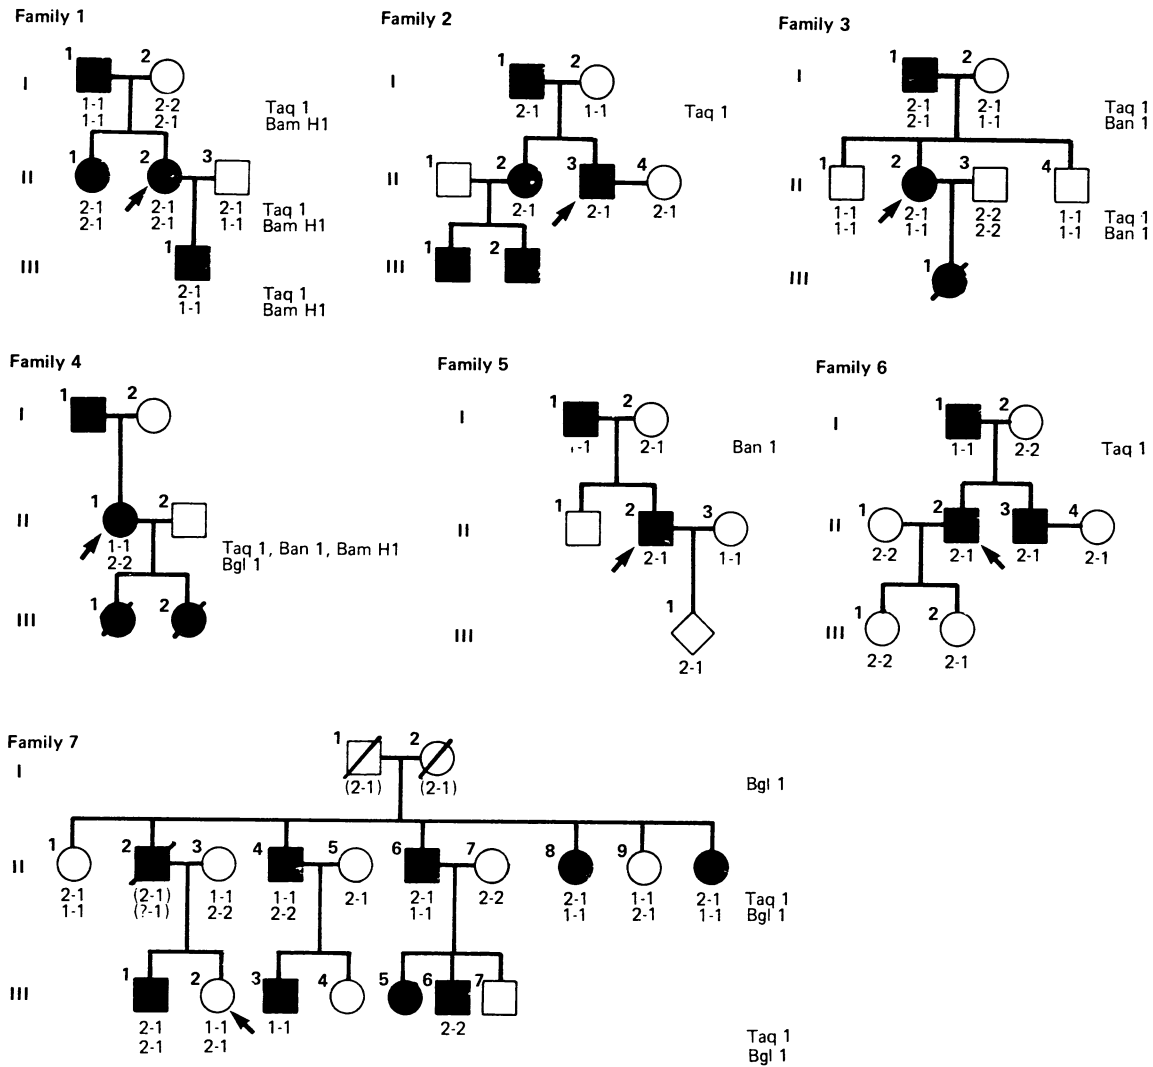 Family 1
I
1 2
1-1 2-2 Taq 1
1-1 2-1 Bam H1
II
1 2 3
2-1 2-1 2-1 Taq 1
2-1 2-1 1-1 Bam H1
III
1
2-1 Taq 1
1-1 Bam H1
Family 2
I
1 2
2-1 1-1 Taq 1
II
1 2 3 4
2-1 2-1 2-1
III
1 2
Family 3
I
1 2
2-1 2-1 Taq 1
2-1 1-1 Ban 1
II
1 2 3 4
1-1 2-1 2-2 1-1 Taq 1
1-1 1-1 2-2 1-1 Ban 1
III
1
Family 4
I
1 2
II
1 2
1-1 Taq 1, Ban 1, Bam H1
2-2 Bgl 1
III
1 2
Family 5
I
1 2
2-1 Ban 1
II
1 2 3
2-1 1-1
III
1
2-1
Family 6
I
1 2
1-1 2-2 Taq 1
II
1 2 3 4
2-2 2-1 2-1 2-1
III
1 2
2-2 2-1
Family 7
I
1 2
(2-1) (2-1) Bgl 1
II
1 2 3 4 5 6 7 8 9
2-1 (2-1) 1-1 1-1 2-1 2-1 2-2 2-1 1-1 2-1 Taq 1
1-1 (?-1) 2-2 2-2 1-1 1-1 2-1 1-1 Bgl 1
III
1 2 3 4 5 6 7
2-1 1-1 1-1 2-2 Taq 1
2-1 2-1 Bgl 1